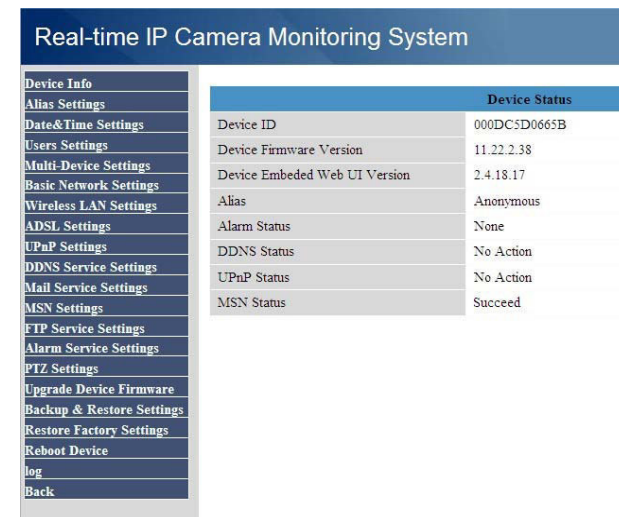 Real-time IP Camera Monitoring System
Device Info
Alias Settings
Date&Time Settings
Users Settings
Multi-Device Settings
Basic Network Settings
Wireless LAN Settings
ADSL Settings
UPnP Settings
DDNS Service Settings
Mail Service Settings
MSN Settings
FTP Service Settings
Alarm Service Settings
PTZ Settings
Upgrade Device Firmware
Backup & Restore Settings
Restore Factory Settings
Reboot Device
log
Back
Device Status
Device ID 000DC5D0665B
Device Firmware Version 11.22.2.38
Device Embeded Web UI Version 2.4.18.17
Alias Anonymous
Alarm Status None
DDNS Status No Action
UPnP Status No Action
MSN Status Succeed